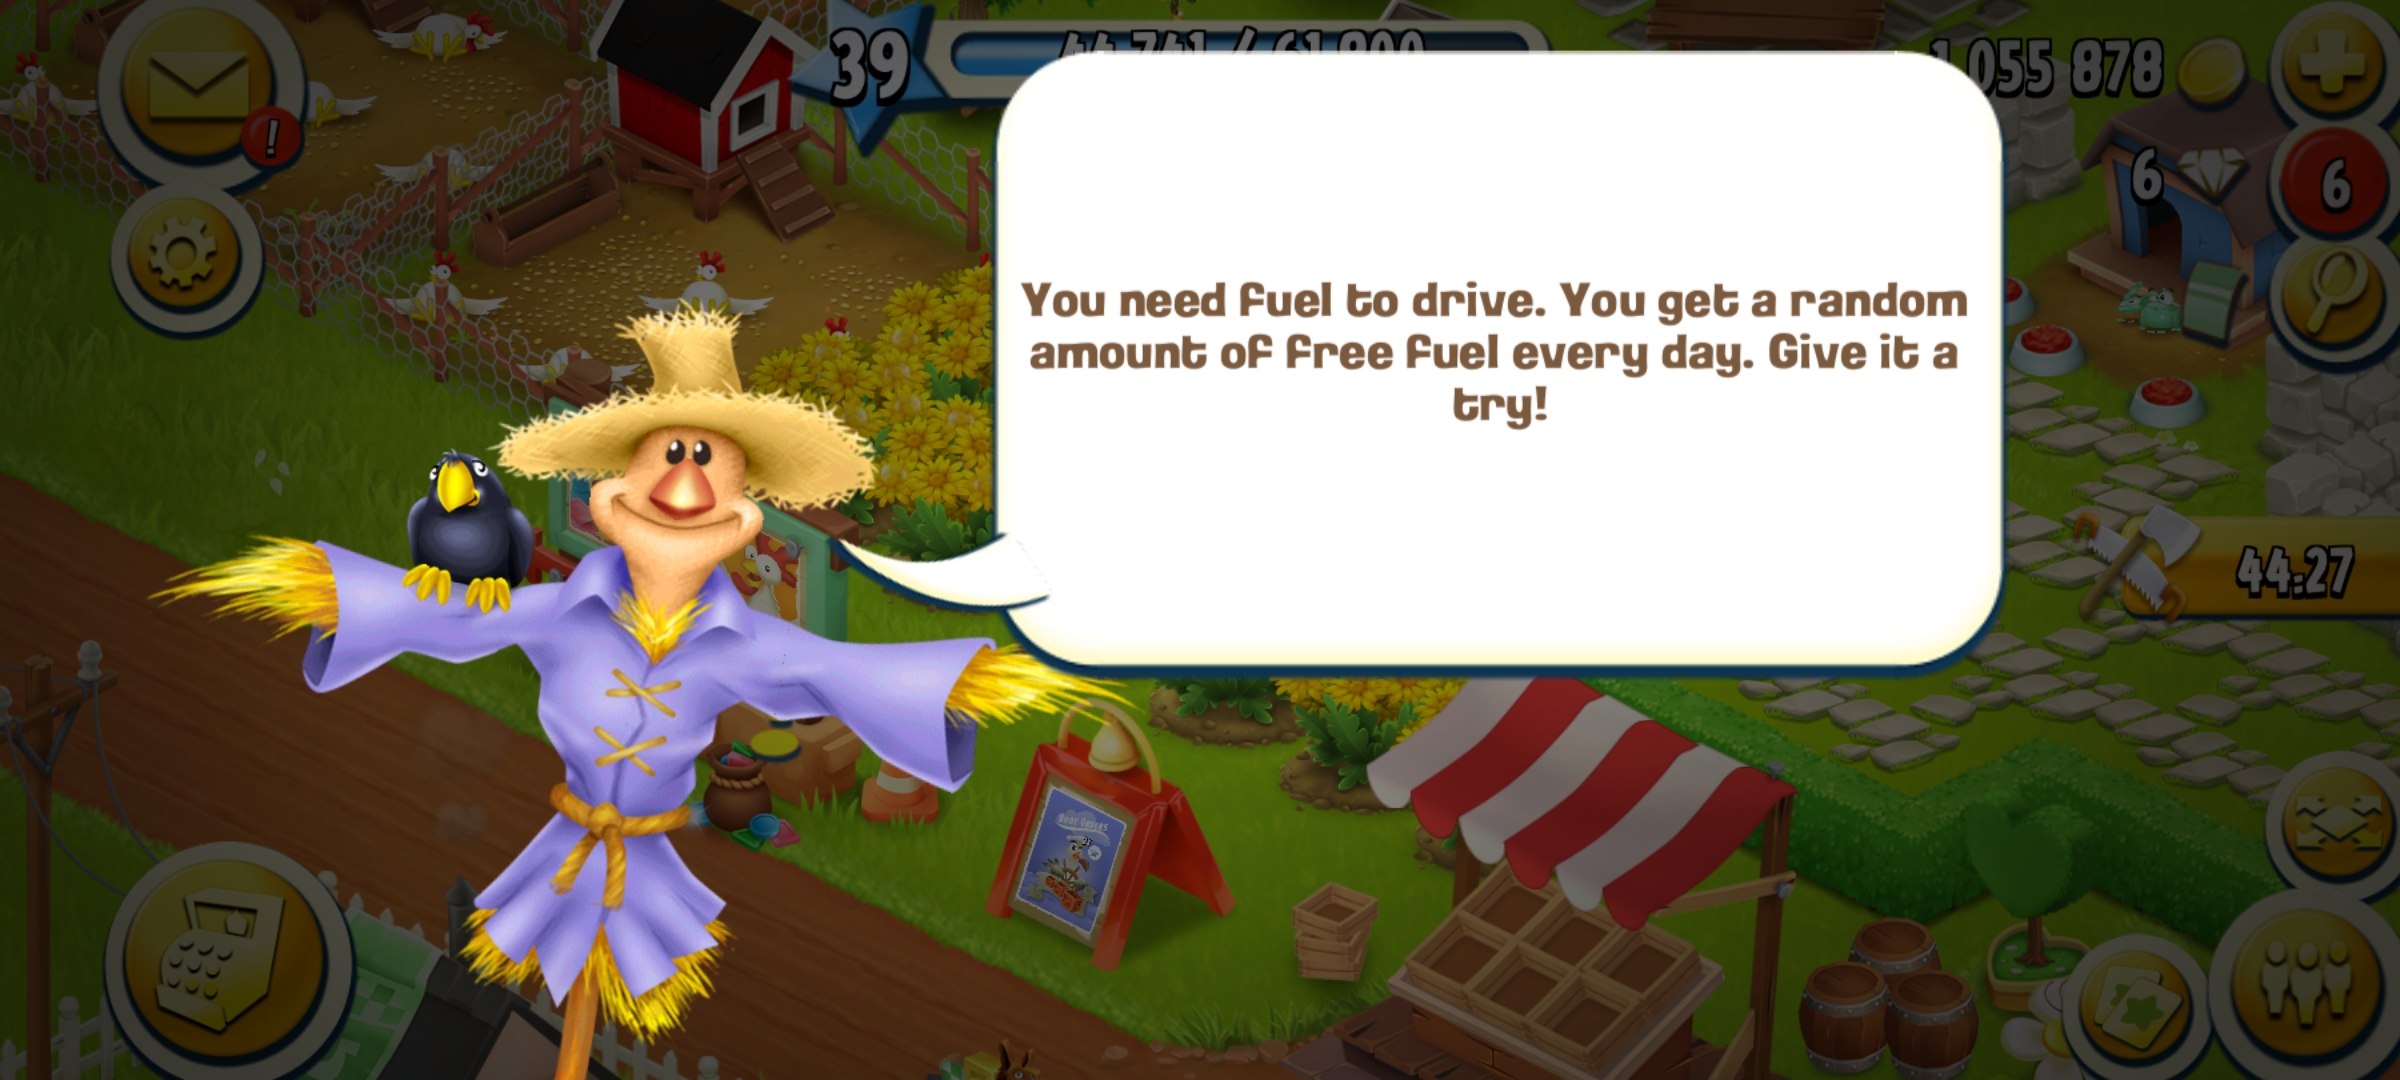 39
1 055 878
!
6
6
You need fuel to drive. You get a random
amount of free fuel every day. Give it a
try!
44:27